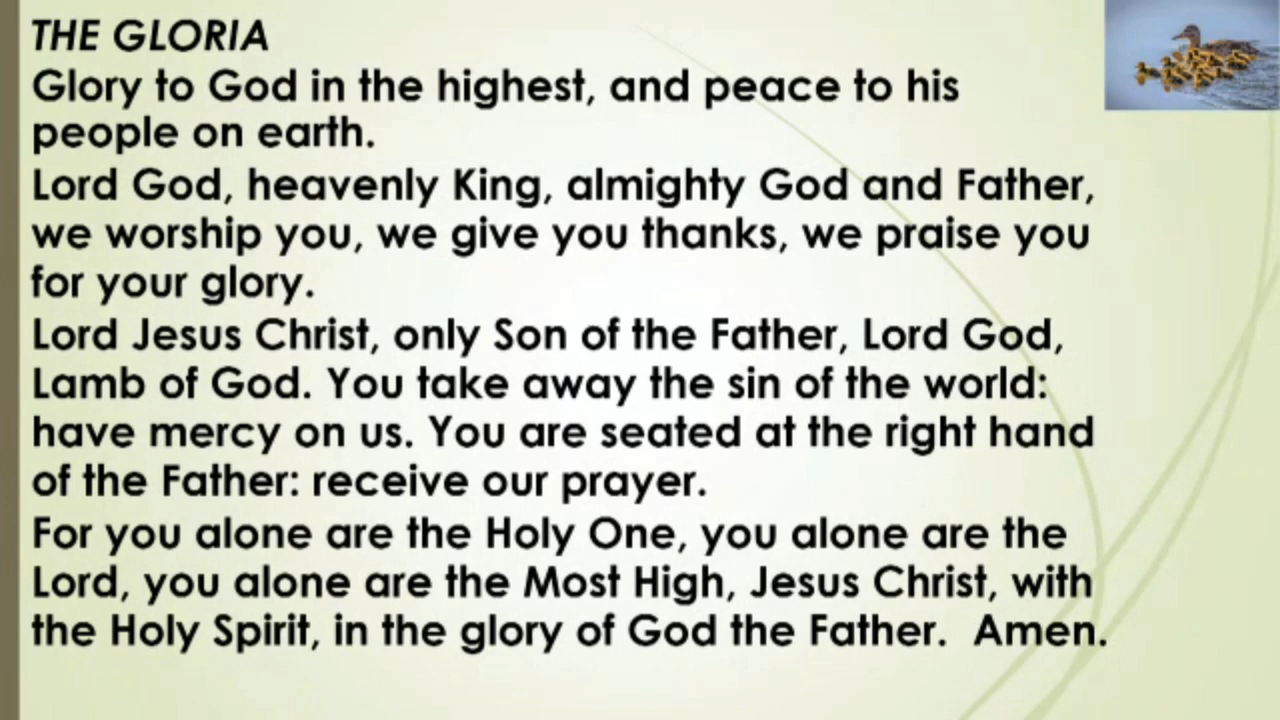 THE GLORIA
Glory to God in the highest, and peace to his
people on earth.
Lord God, heavenly King, almighty God and Father,
we worship you, we give you thanks, we praise you
for your glory.
Lord Jesus Christ, only Son of the Father, Lord God,
Lamb of God. You take away the sin of the world:
have mercy on us. You are seated at the right hand
of the Father: receive our prayer.
For you alone are the Holy One, you alone are the
Lord, you alone are the Most High, Jesus Christ, with
the Holy Spirit, in the glory of God the Father.  Amen.